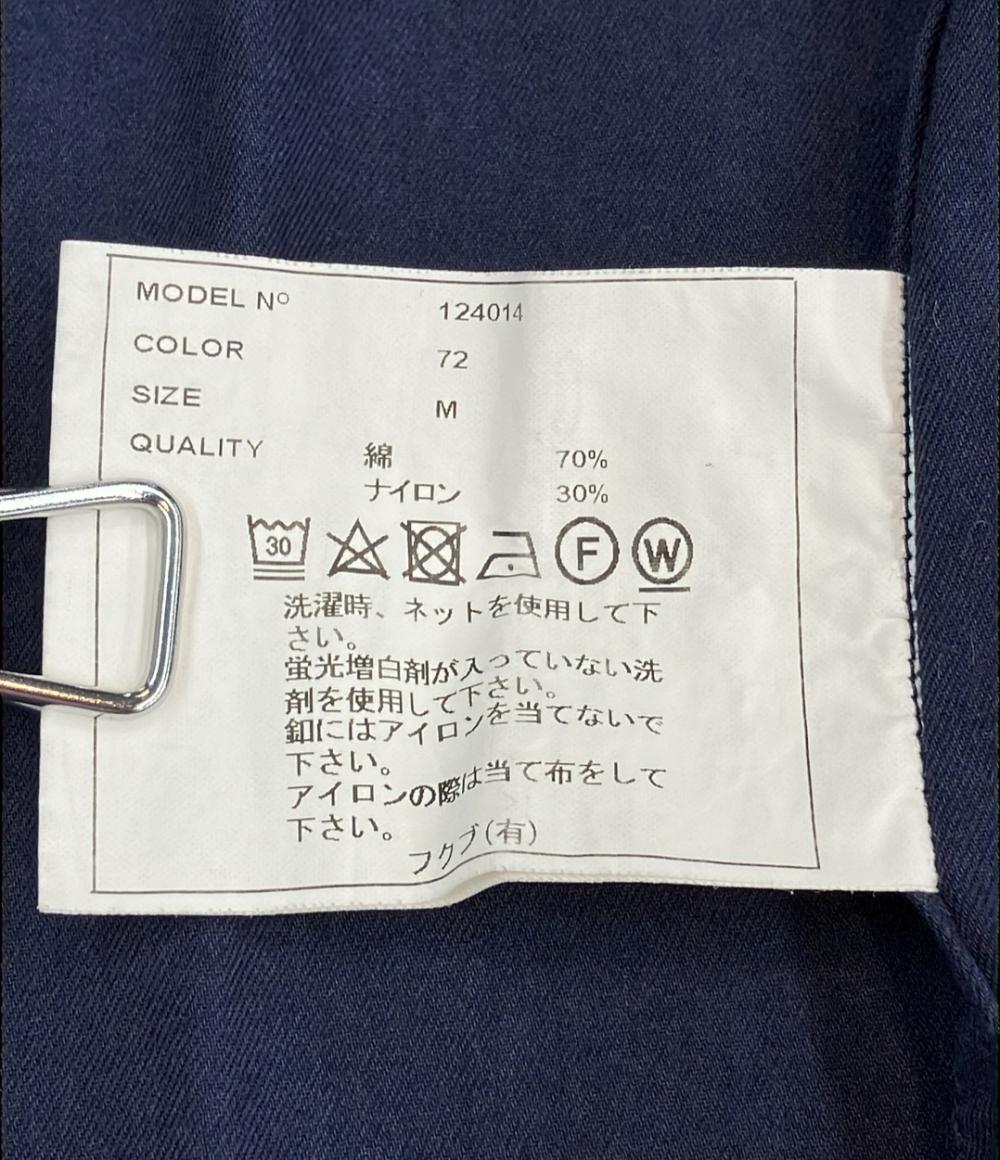 MODEL Nº 124014
COLOR 72
SIZE M
QUALITY 綿 70%
ナイロン 30%
30 F W
洗濯時、ネットを使用して下
さい。
蛍光増白剤が入っていない洗
剤を使用して下さい。
釦にはアイロンを当てないで
下さい。
アイロンの際は当て布をして
下さい。
フクブ(有)